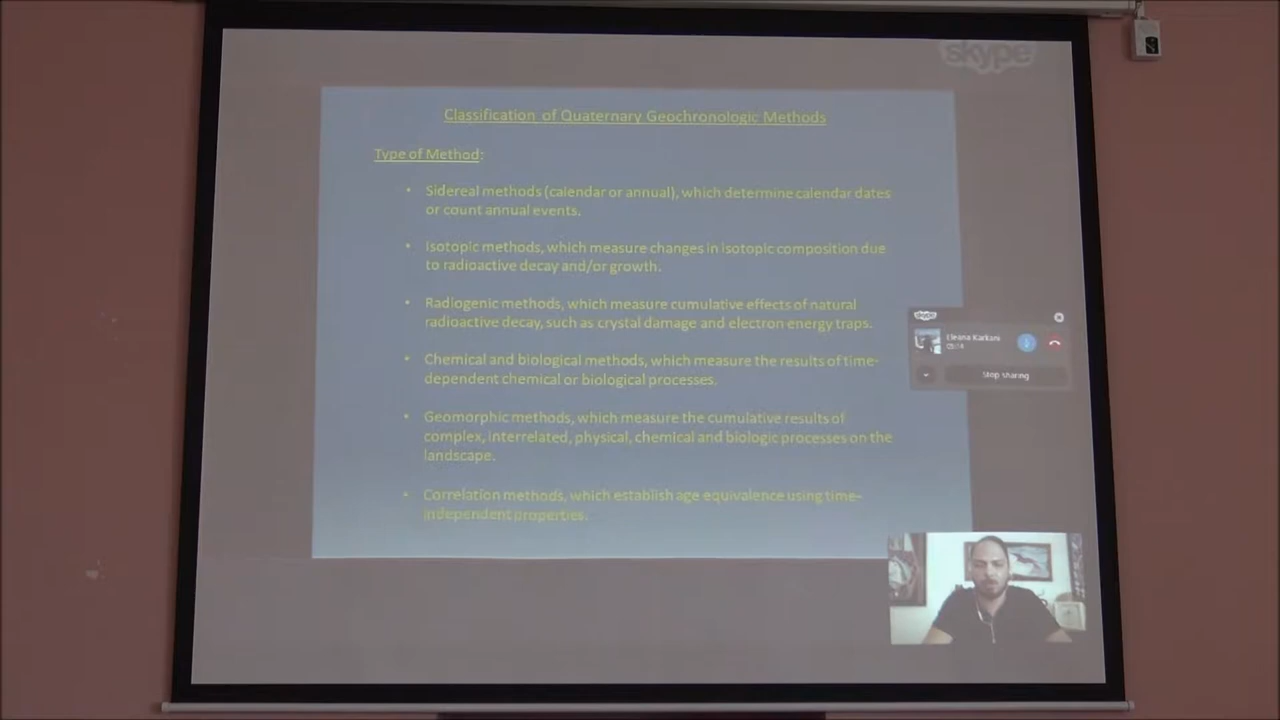 skype
Classification of Quaternary Geochronologic Methods
Type of Method:
• Sidereal methods (calendar or annual), which determine calendar dates
or count annual events.
• Isotopic methods, which measure changes in isotopic composition due
to radioactive decay and/or growth.
• Radiogenic methods, which measure cumulative effects of natural
radioactive decay, such as crystal damage and electron energy traps.
• Chemical and biological methods, which measure the results of time-
dependent chemical or biological processes.
• Geomorphic methods, which measure the cumulative results of
complex, interrelated, physical, chemical and biologic processes on the
landscape.
• Correlation methods, which establish age equivalence using time-
independent properties.
skype
Eleana Karkani
Stop sharing